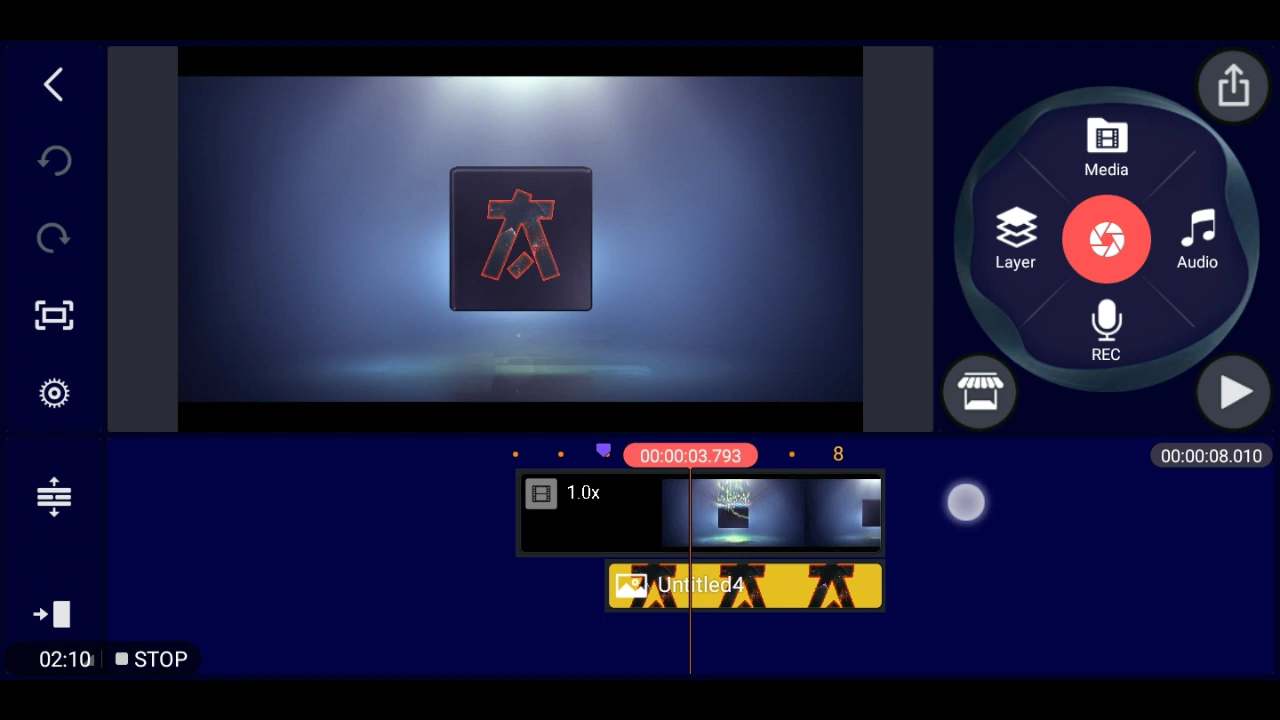 Media
Layer
Audio
REC
00:00:03.793
8
00:00:08.010
1.0x
Untitled4
02:10
STOP